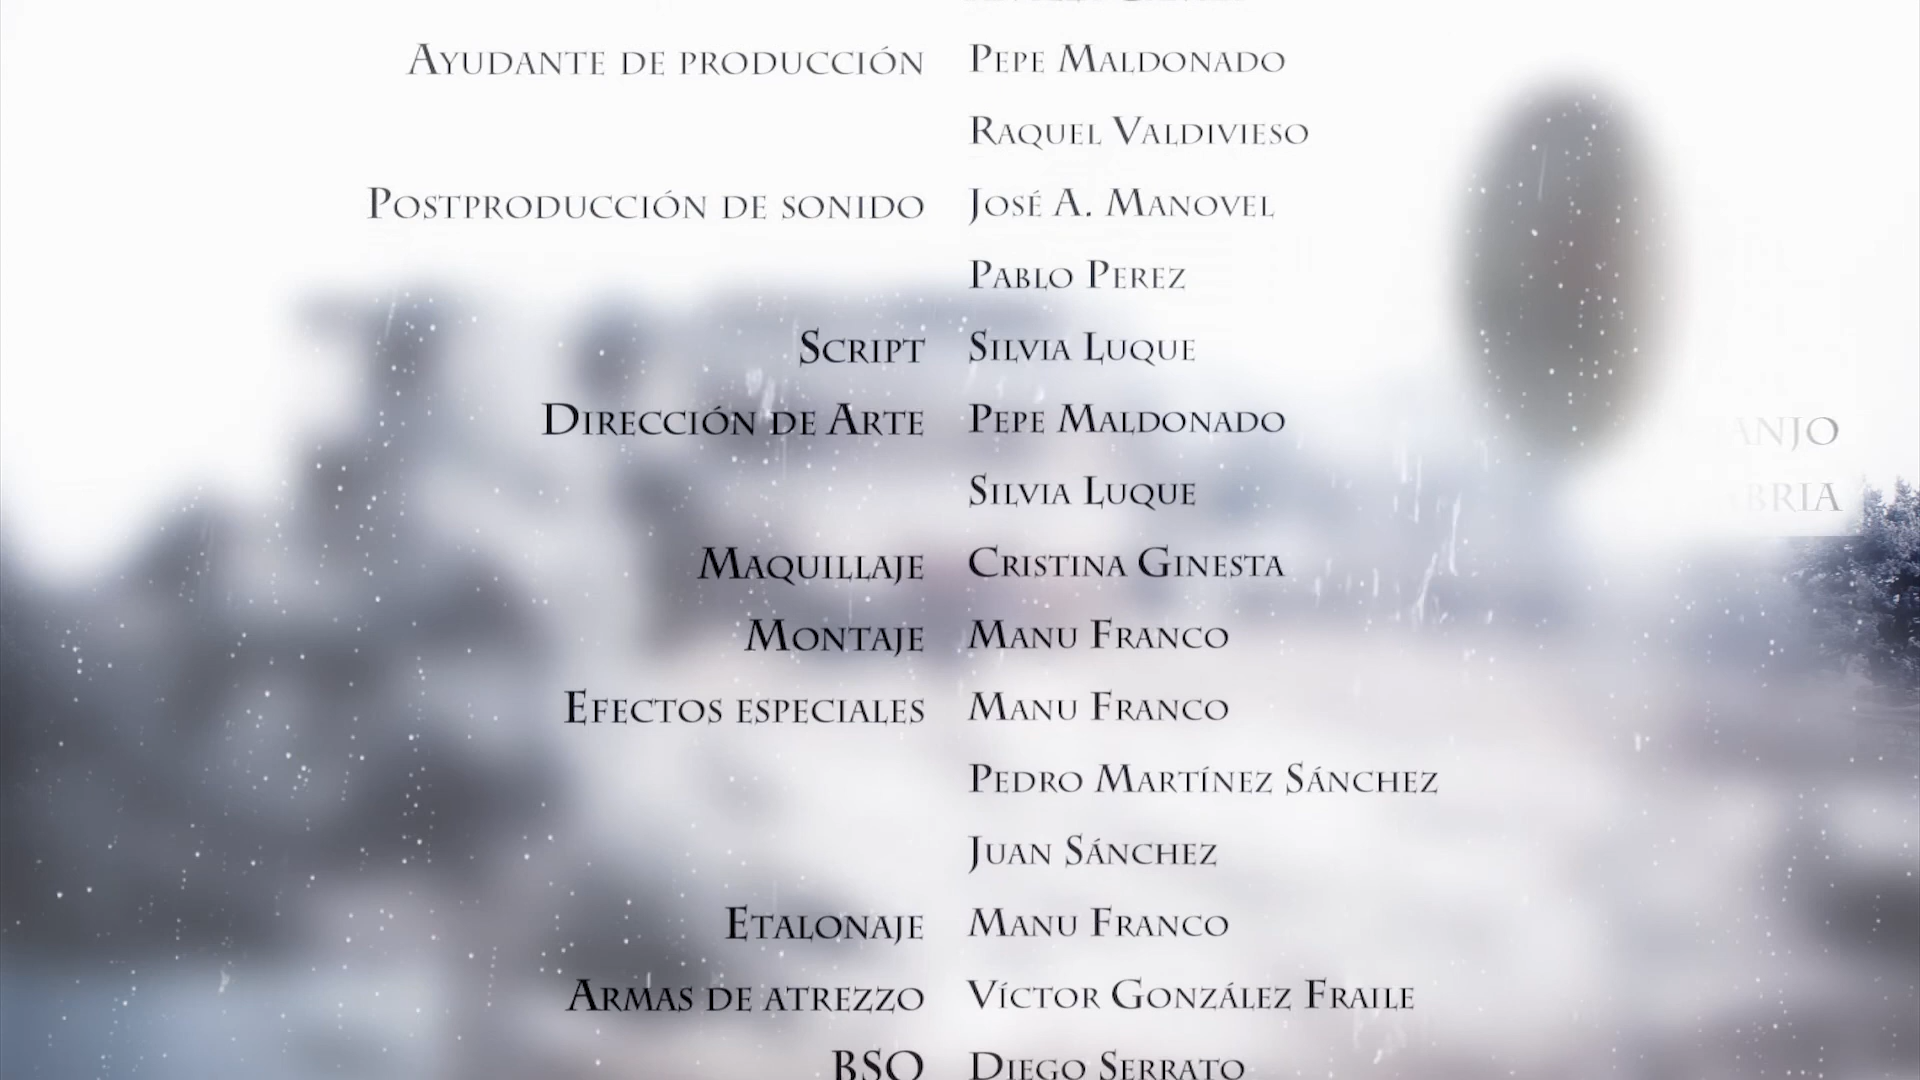 Ayudante de producción Pepe Maldonado
Raquel Valdivieso
Postproducción de sonido José A. Manovel
Pablo Perez
Script Silvia Luque
Dirección de Arte Pepe Maldonado
Silvia Luque
Maquillaje Cristina Ginesta
Montaje Manu Franco
Efectos especiales Manu Franco
Pedro Martínez Sánchez
Juan Sánchez
Etalonaje Manu Franco
Armas de atrezzo Víctor González Fraile
BSO Diego Serrato